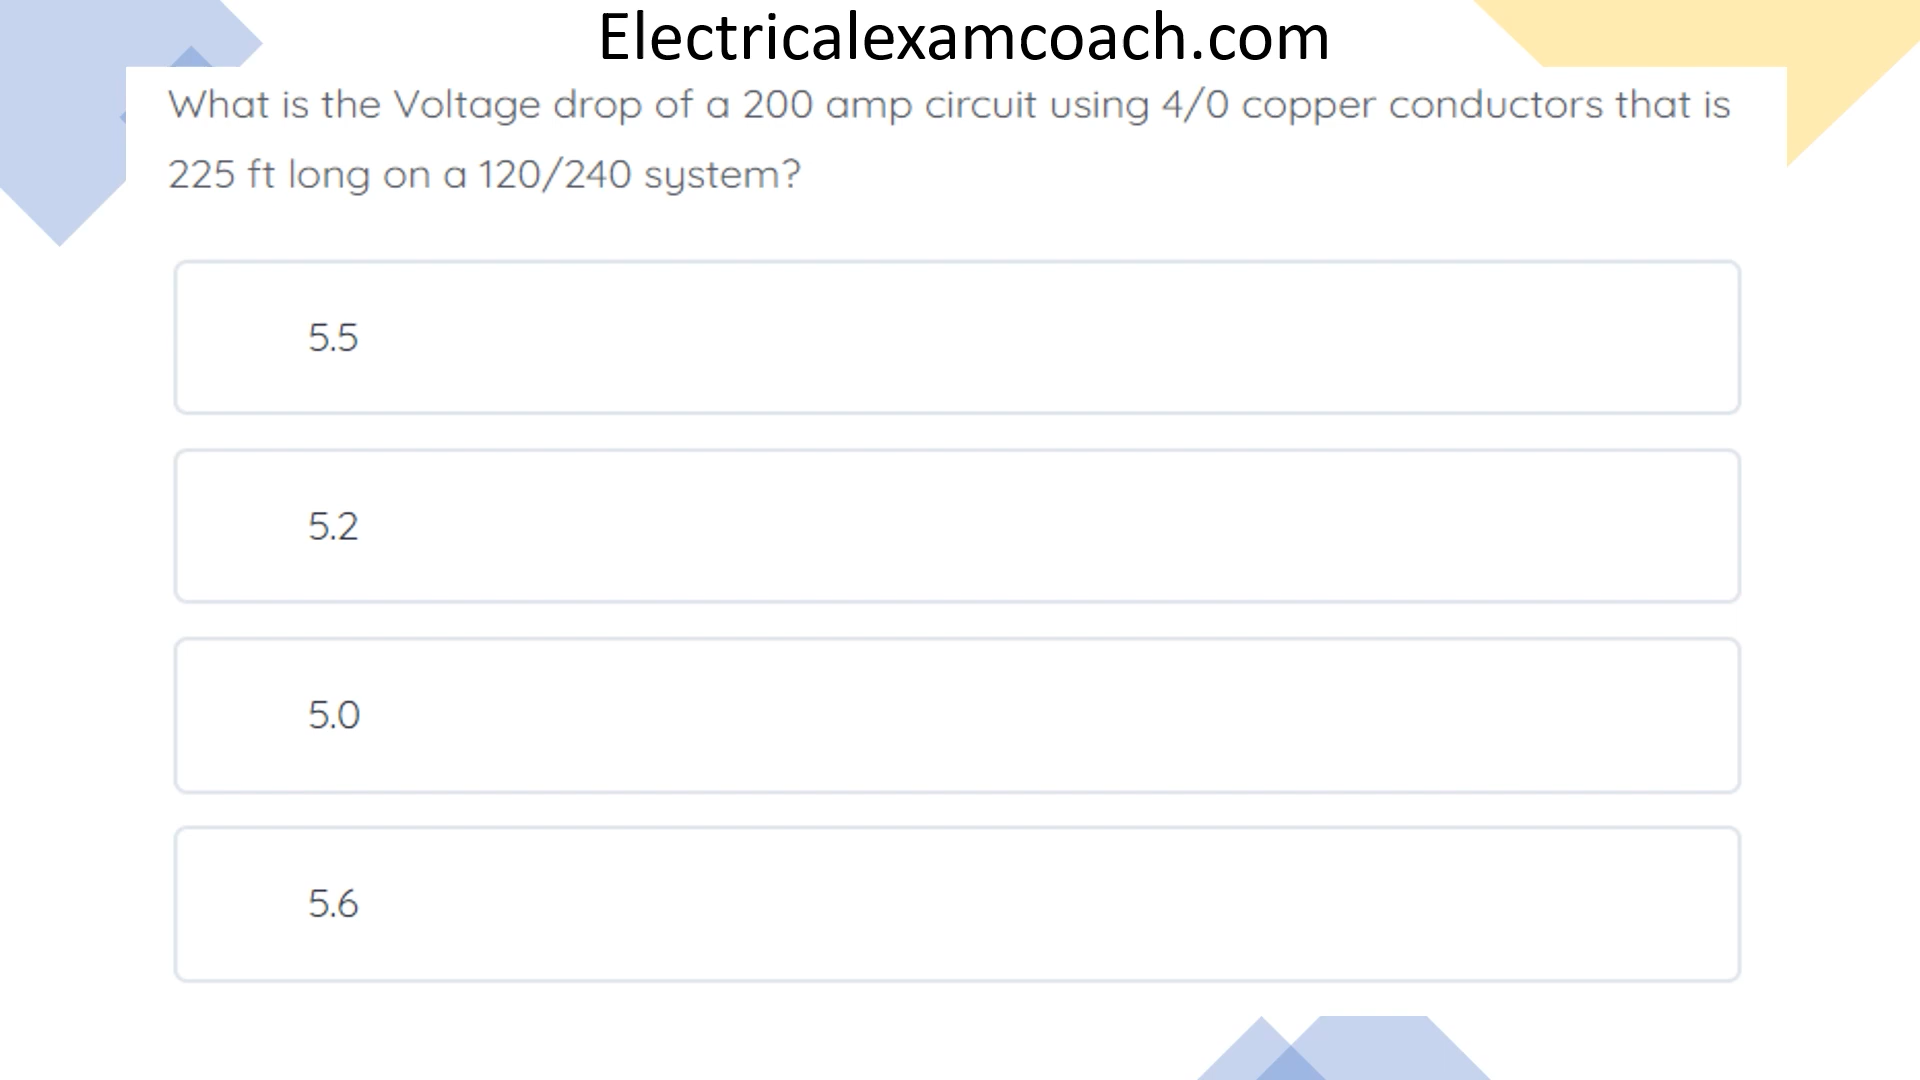 Electricalexamcoach.com
What is the Voltage drop of a 200 amp circuit using 4/0 copper conductors that is
225 ft long on a 120/240 system?
5.5
5.2
5.0
5.6